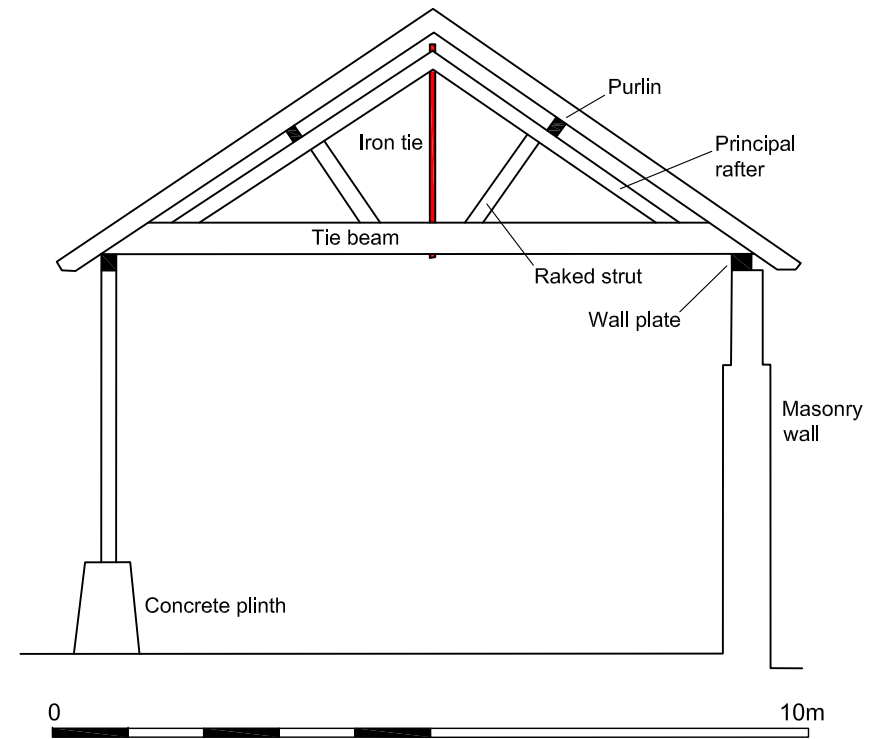 Purlin
Iron tie
Principal
rafter
Tie beam
Raked strut
Wall plate
Masonry
wall
Concrete plinth
0
10m